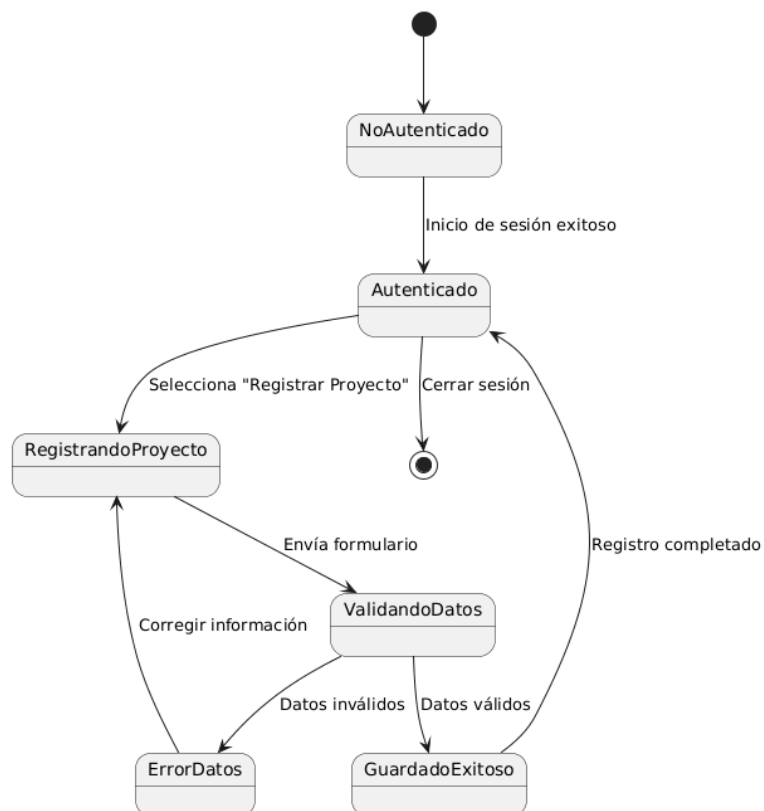 NoAutenticado
Inicio de sesión exitoso
Autenticado
Selecciona "Registrar Proyecto"
Cerrar sesión
RegistrandoProyecto
Envía formulario
Registro completado
ValidandoDatos
Corregir información
Datos inválidos
Datos válidos
ErrorDatos
GuardadoExitoso